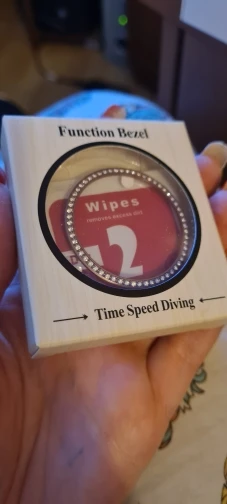 Function Bezel
Wipes
2
Time Speed Diving